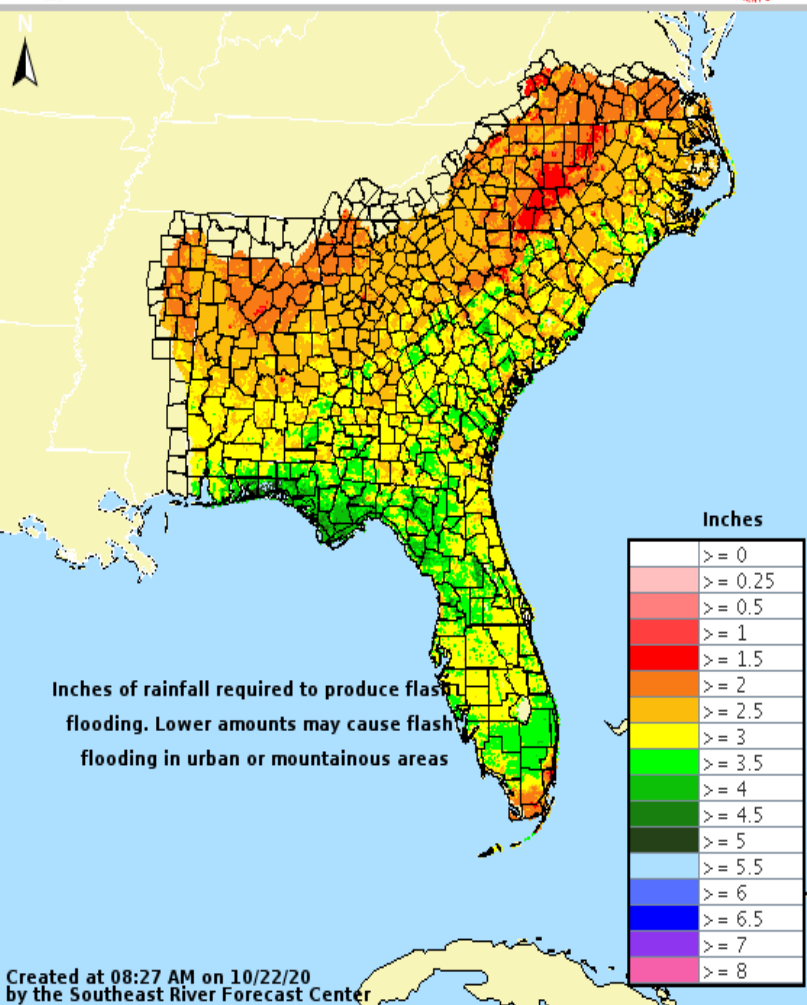 N
Inches
>= 0
>= 0.25
>= 0.5
>= 1
>= 1.5
>= 2
>= 2.5
>= 3
>= 3.5
>= 4
>= 4.5
>= 5
>= 5.5
>= 6
>= 6.5
>= 7
>= 8
Inches of rainfall required to produce flash
flooding. Lower amounts may cause flash
flooding in urban or mountainous areas
Created at 08:27 AM on 10/22/20
by the Southeast River Forecast Center